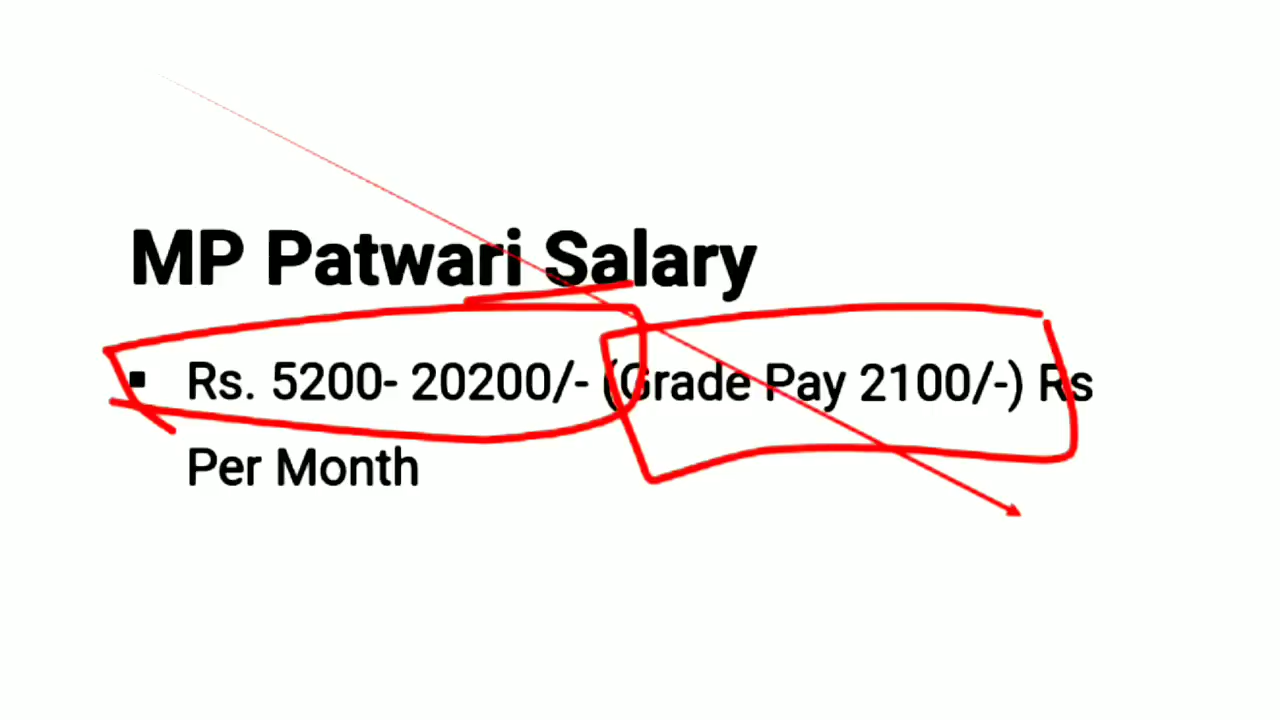 MP Patwari Salary
▪ Rs. 5200- 20200/- (Grade Pay 2100/-) Rs
Per Month